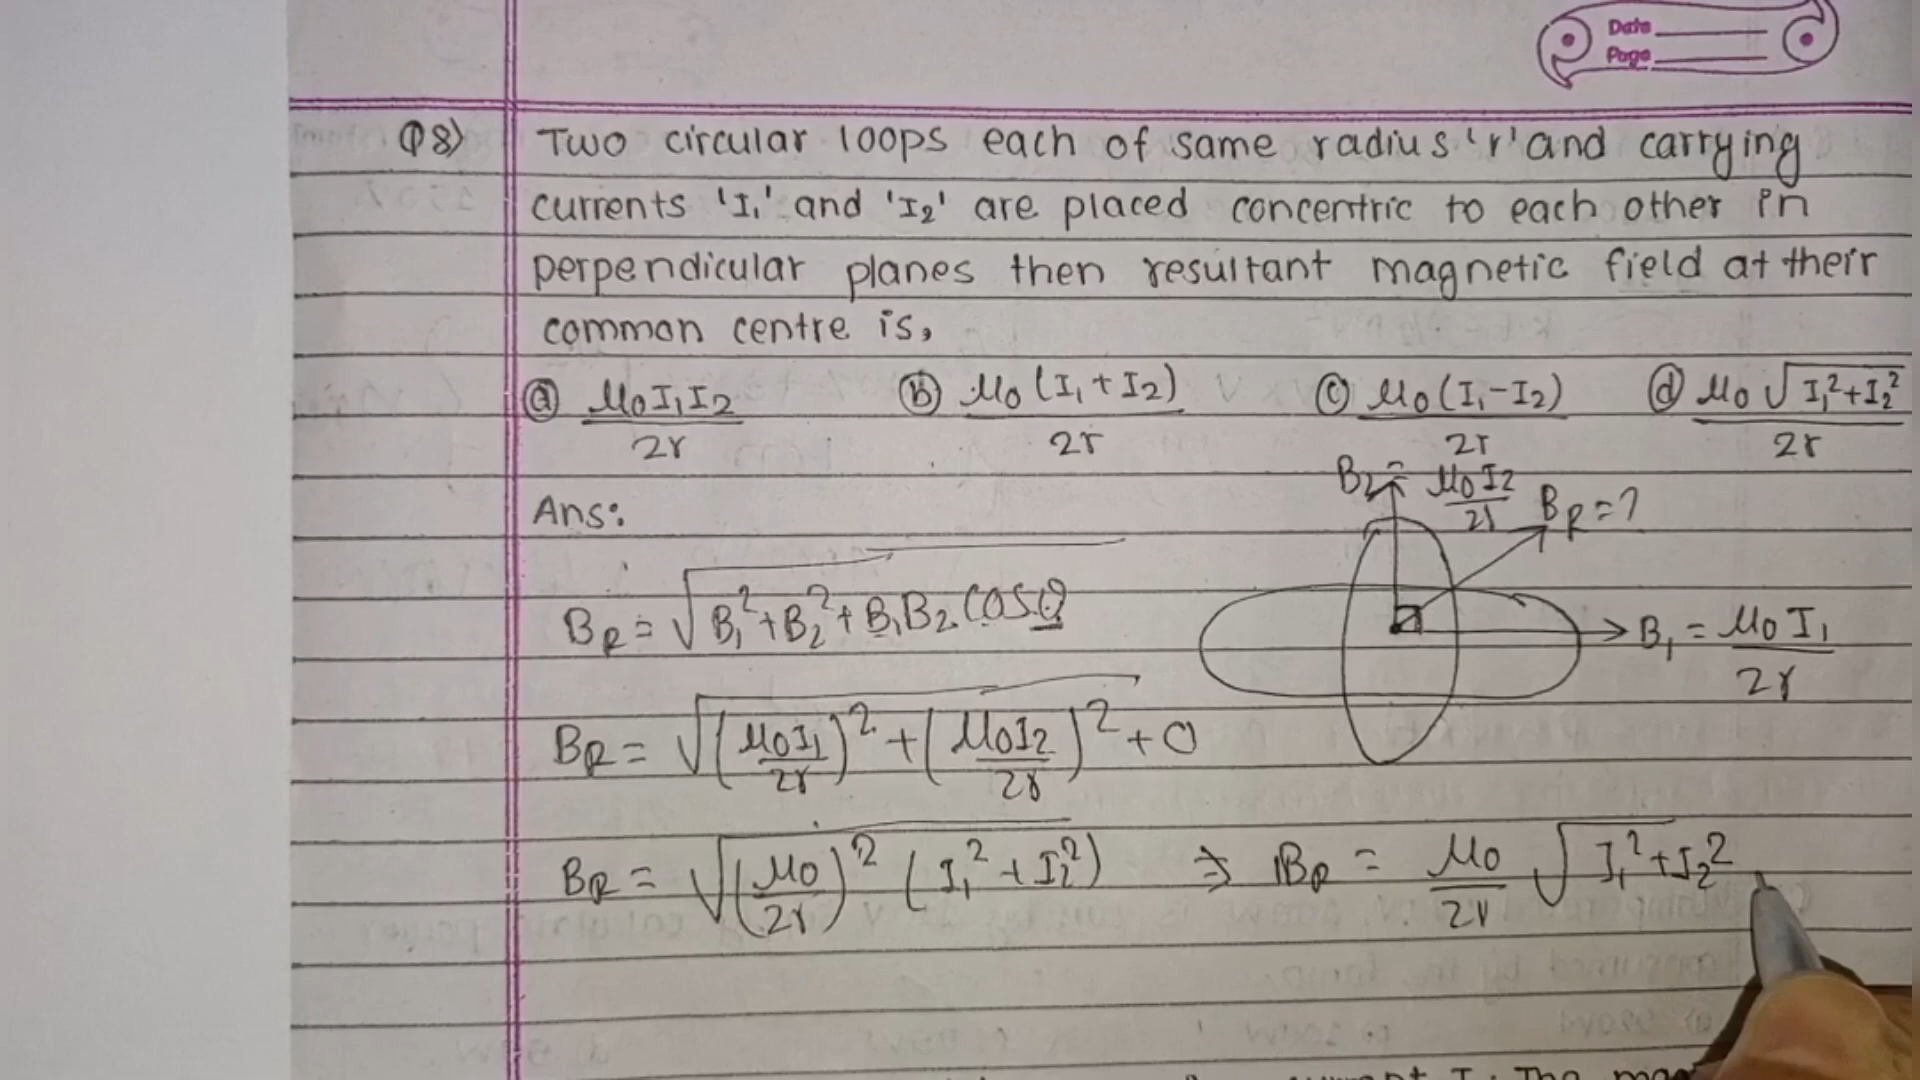 Date
Page
Q8) Two circular loops each of same radius 'r' and carrying
currents 'I₁' and 'I₂' are placed concentric to each other in
perpendicular planes then resultant magnetic field at their
common centre is,
ⓐ μ₀I₁I₂/2r ⓑ μ₀(I₁+I₂)/2r ⓒ μ₀(I₁-I₂)/2r ⓓ μ₀√(I₁²+I₂²)/2r
Ans:
B₂ = μ₀I₂/2r
B_R = ?
B₁ = μ₀I₁/2r
B_R = √(B₁²+B₂²+B₁B₂ cosθ)
B_R = √((μ₀I₁/2r)²+(μ₀I₂/2r)²+0)
B_R = √((μ₀/2r)² (I₁²+I₂²)) ⇒ B_R = μ₀/2r √(I₁²+I₂²)
current I. The mag